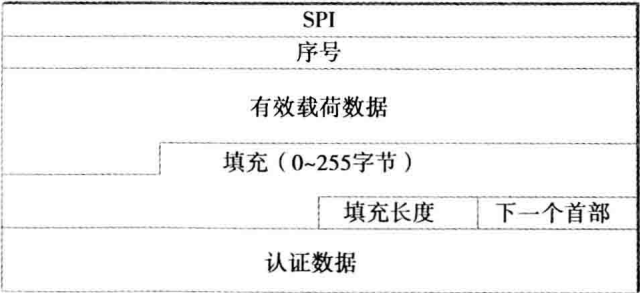 SPI
序号
有效载荷数据
填充（0~255字节）
填充长度
下一个首部
认证数据